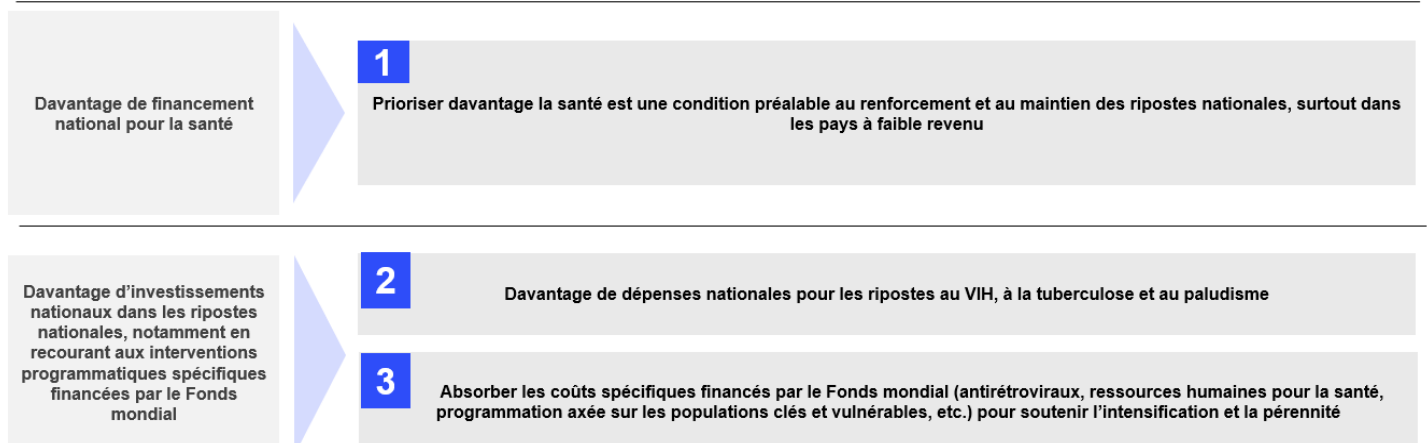 Davantage de financement
national pour la santé
1
Prioriser davantage la santé est une condition préalable au renforcement et au maintien des ripostes nationales, surtout dans
les pays à faible revenu
Davantage d’investissements
nationaux dans les ripostes
nationales, notamment en
recourant aux interventions
programmatiques spécifiques
financées par le Fonds
mondial
2
Davantage de dépenses nationales pour les ripostes au VIH, à la tuberculose et au paludisme
3
Absorber les coûts spécifiques financés par le Fonds mondial (antirétroviraux, ressources humaines pour la santé,
programmation axée sur les populations clés et vulnérables, etc.) pour soutenir l’intensification et la pérennité